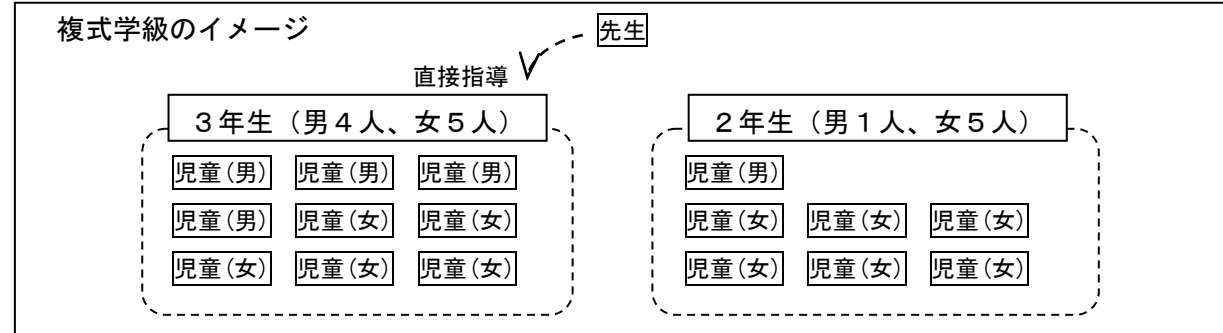 複式学級のイメージ
先生
直接指導
3年生（男4人、女5人）
児童(男) 児童(男) 児童(男)
児童(男) 児童(女) 児童(女)
児童(女) 児童(女) 児童(女)
2年生（男1人、女5人）
児童(男)
児童(女) 児童(女) 児童(女)
児童(女) 児童(女) 児童(女)